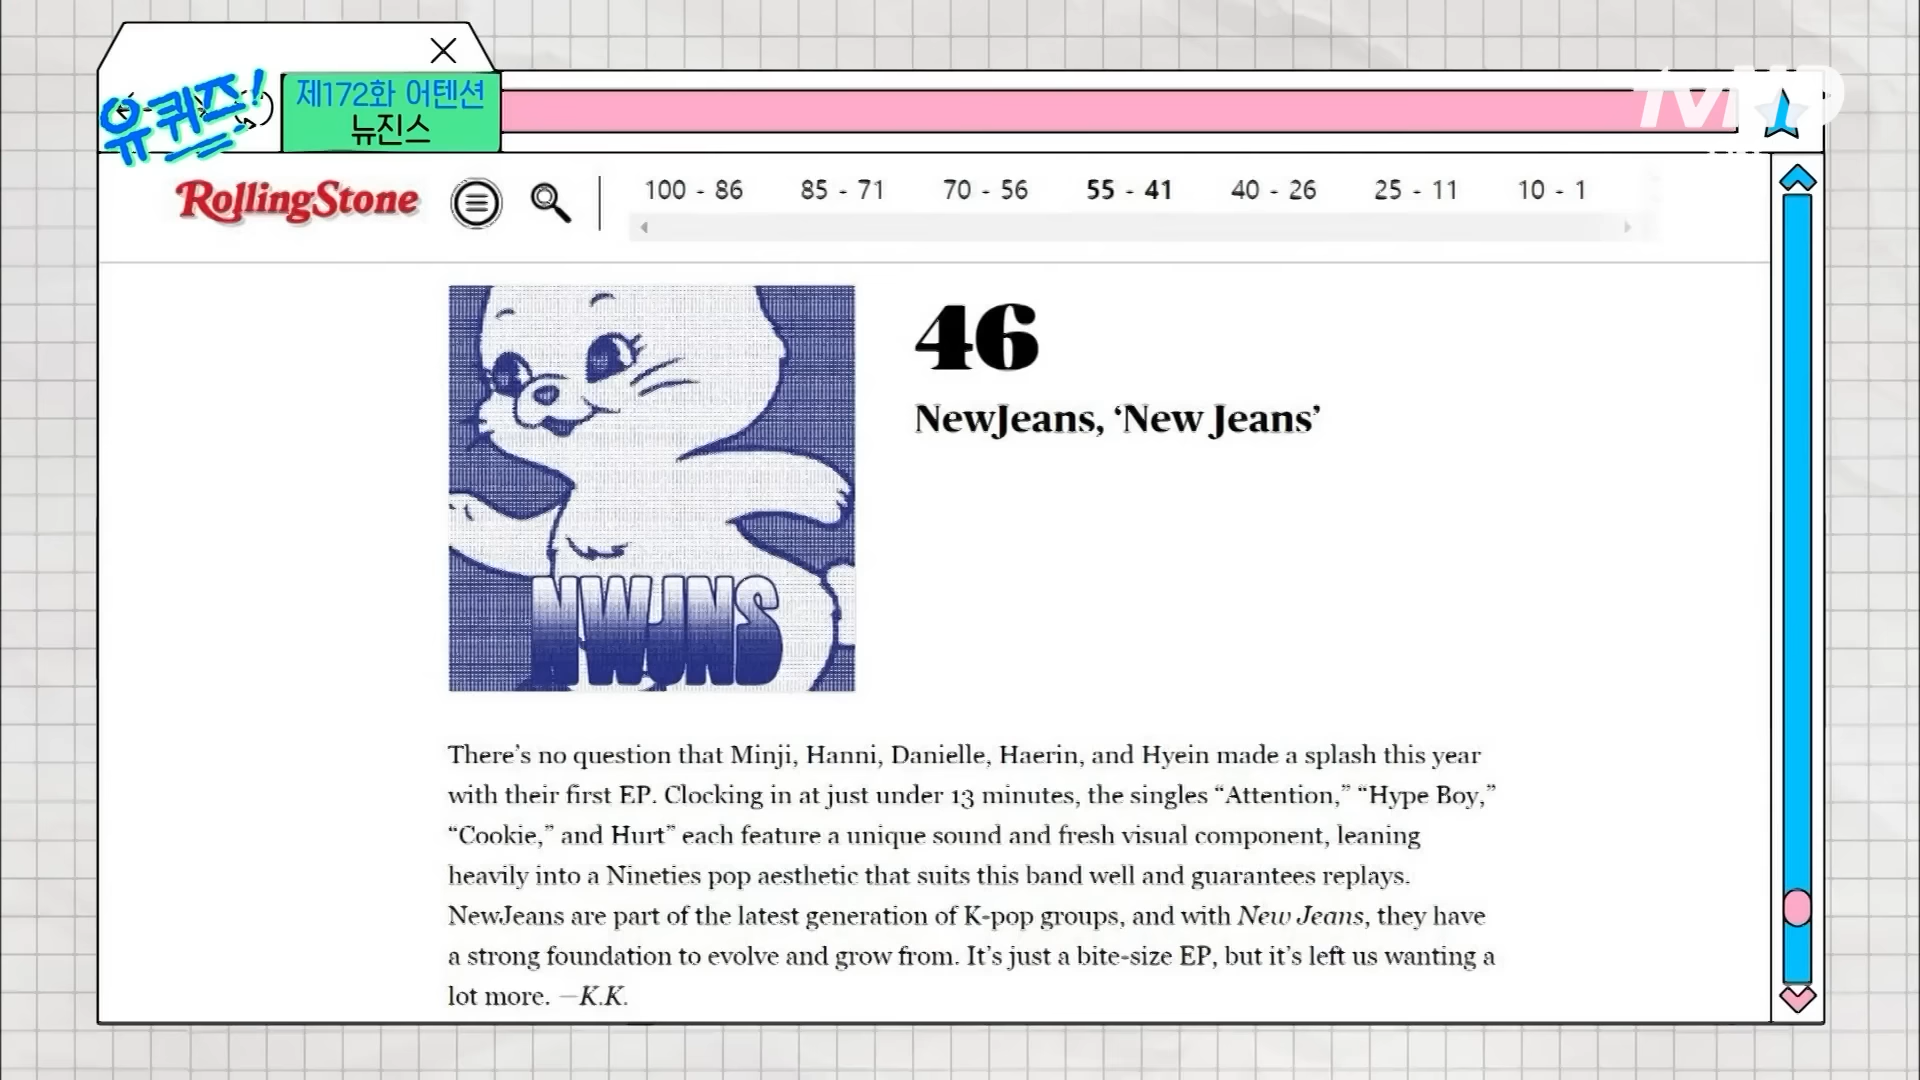 유퀴즈!
제172화 어텐션
뉴진스
RollingStone
100 - 86
85 - 71
70 - 56
55 - 41
40 - 26
25 - 11
10 - 1
46
NewJeans, ‘New Jeans’
NWJNS
There’s no question that Minji, Hanni, Danielle, Haerin, and Hyein made a splash this year
with their first EP. Clocking in at just under 13 minutes, the singles “Attention,” “Hype Boy,”
“Cookie,” and Hurt” each feature a unique sound and fresh visual component, leaning
heavily into a Nineties pop aesthetic that suits this band well and guarantees replays.
NewJeans are part of the latest generation of K-pop groups, and with New Jeans, they have
a strong foundation to evolve and grow from. It’s just a bite-size EP, but it’s left us wanting a
lot more. —K.K.